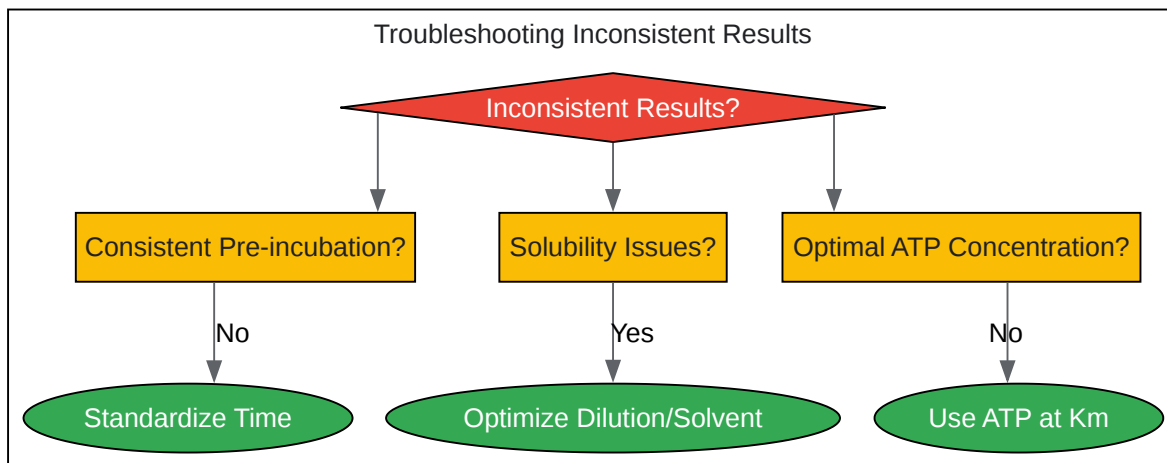 Troubleshooting Inconsistent Results
Inconsistent Results?
Consistent Pre-incubation?
Solubility Issues?
Optimal ATP Concentration?
No
Yes
No
Standardize Time
Optimize Dilution/Solvent
Use ATP at Km